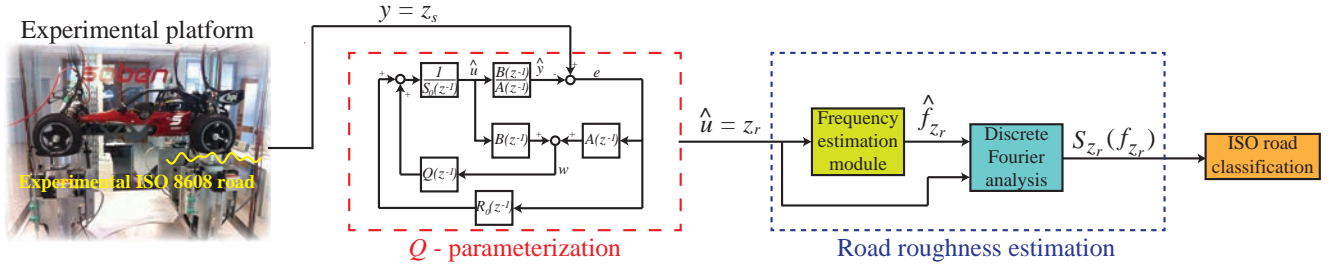 Experimental platform
soben
S
Experimental ISO 8608 road
y = z_s
+
+
1
S_0(z^-1)
û
B(z^-1)
A(z^-1)
ŷ
-
+
e
B(z^-1)
+
+
A(z^-1)
w
Q(z^-1)
R_0(z^-1)
Q - parameterization
û = z_r
Frequency
estimation
module
f̂_{z_r}
Discrete
Fourier
analysis
S_{z_r}(f_{z_r})
Road roughness estimation
ISO road
classification